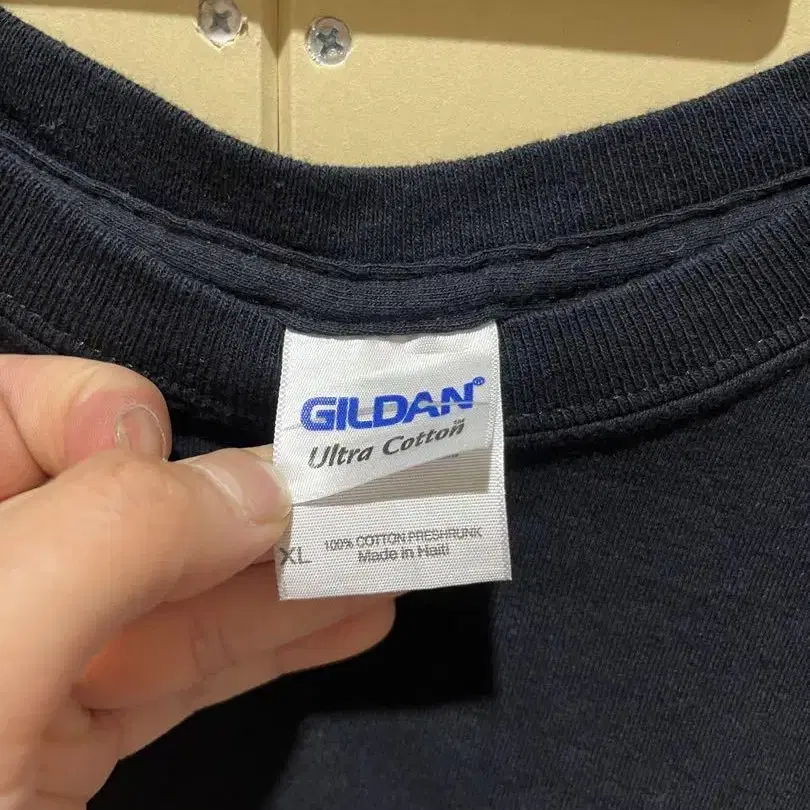 GILDAN®
Ultra Cotton
XL 100% COTTON PRESHRUNK
Made in Haiti